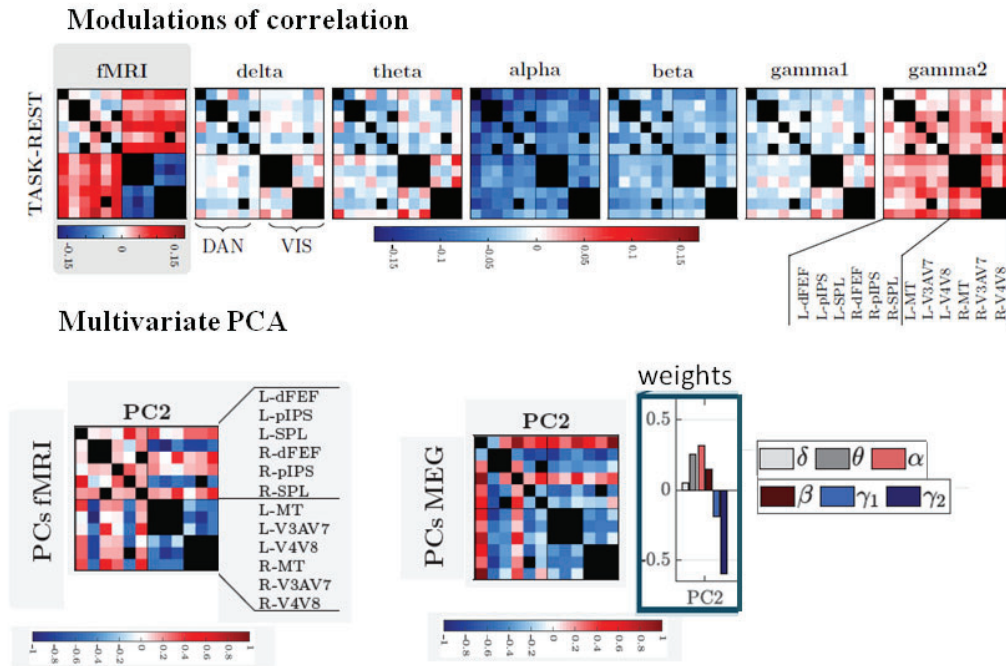 Modulations of correlation
fMRI delta theta alpha beta gamma1 gamma2
TASK-REST
-0.15 0 0.15
DAN VIS
-0.15 -0.1 -0.05 0 0.05 0.1 0.15
L-dFEF
L-pIPS
L-SPL
R-dFEF
R-pIPS
R-SPL
L-MT
L-V3AV7
L-V4V8
R-MT
R-V3AV7
R-V4V8
Multivariate PCA
PC2
PCs fMRI
L-dFEF
L-pIPS
L-SPL
R-dFEF
R-pIPS
R-SPL
L-MT
L-V3AV7
L-V4V8
R-MT
R-V3AV7
R-V4V8
-1 -0.8 -0.6 -0.4 -0.2 0 0.2 0.4 0.6 0.8 1
PC2
PCs MEG
-1 -0.8 -0.6 -0.4 -0.2 0 0.2 0.4 0.6 0.8 1
weights
0.5
0
-0.5
PC2
δ θ α
β γ1 γ2